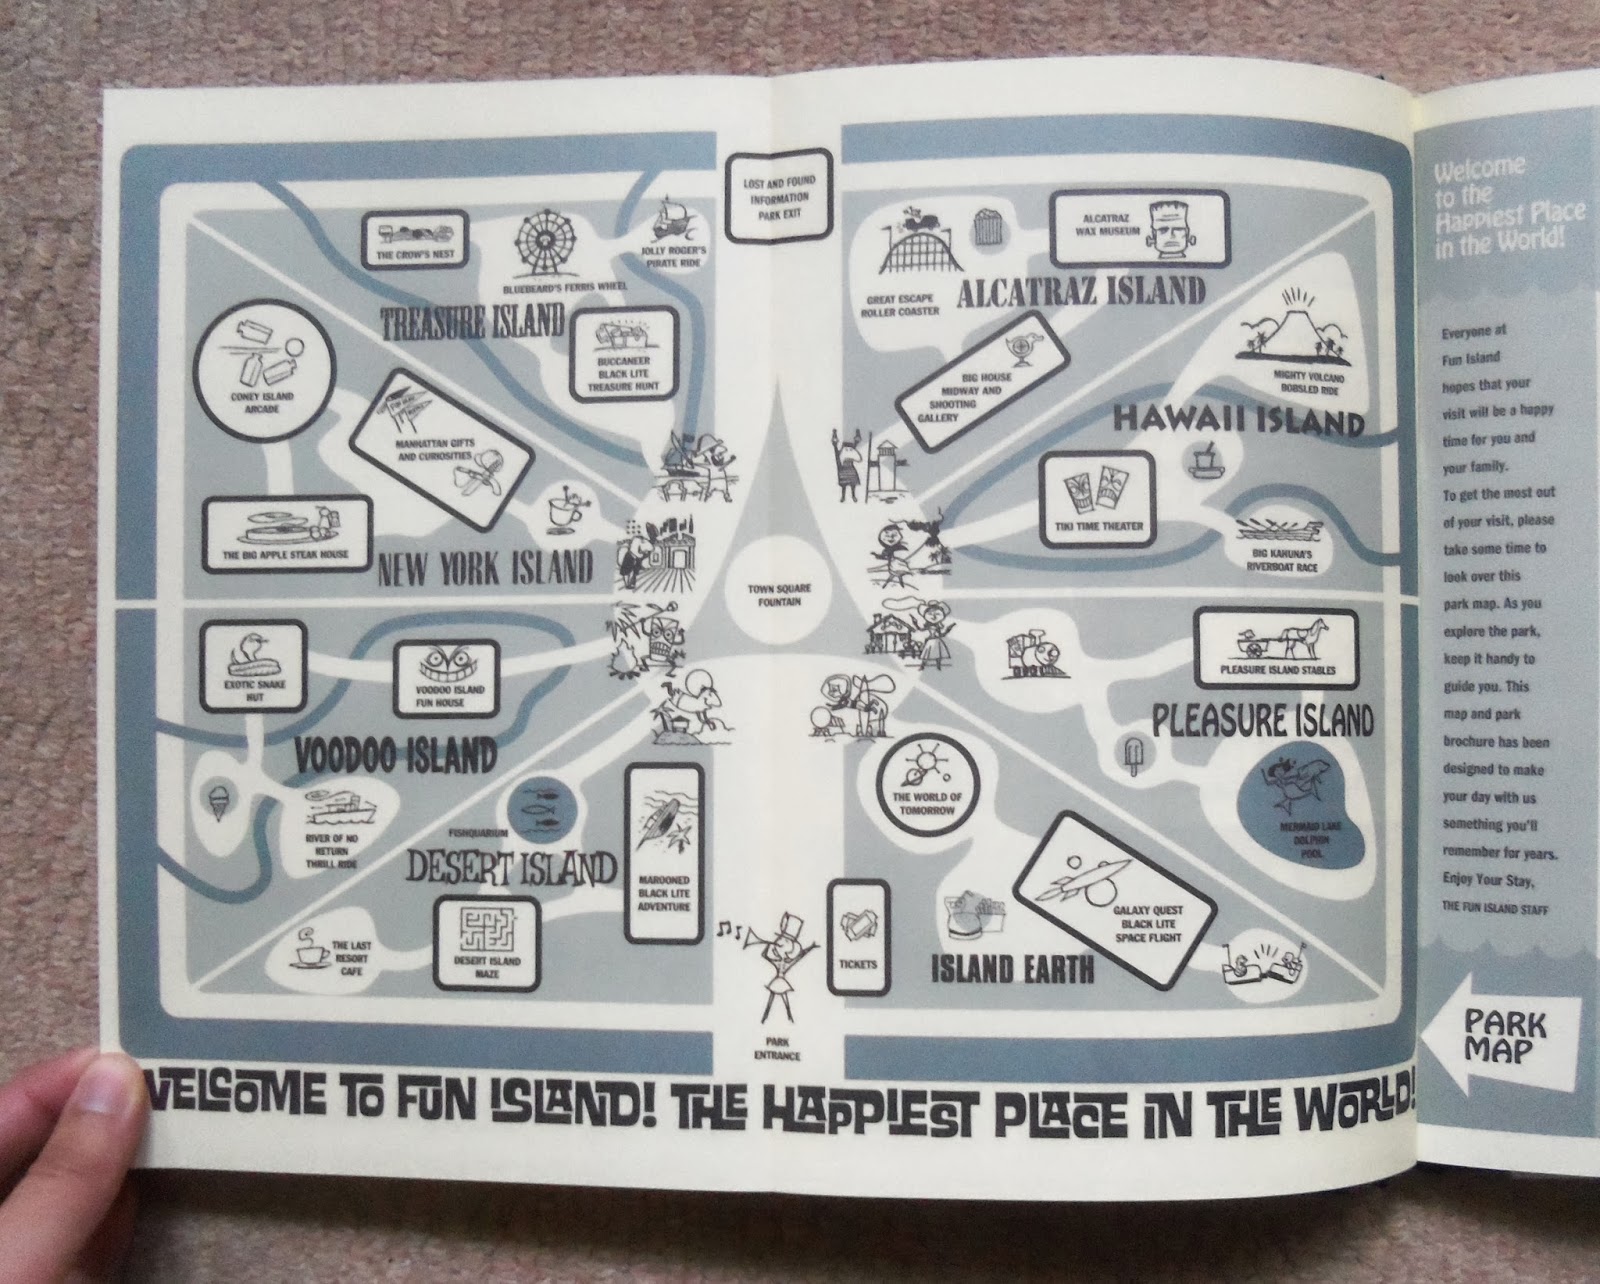 LOST AND FOUND
INFORMATION
PARK EXIT
THE CROW'S NEST
BLUEBEARD'S FERRIS WHEEL
JOLLY ROGER'S
PIRATE RIDE
TREASURE ISLAND
BUCCANEER
BLACK LITE
TREASURE HUNT
CONEY ISLAND
ARCADE
MANHATTAN GIFTS
AND CURIOSITIES
THE BIG APPLE STEAK HOUSE
NEW YORK ISLAND
GREAT ESCAPE
ROLLER COASTER
ALCATRAZ
WAX MUSEUM
ALCATRAZ ISLAND
BIG HOUSE
MIDWAY AND
SHOOTING
GALLERY
MIGHTY VOLCANO
BOBSLED RIDE
HAWAII ISLAND
TIKI TIME THEATER
BIG KAHUNA'S
RIVERBOAT RACE
TOWN SQUARE
FOUNTAIN
EXOTIC SNAKE
HUT
VOODOO ISLAND
FUN HOUSE
VOODOO ISLAND
RIVER OF NO
RETURN
THRILL RIDE
FISHQUARIUM
DESERT ISLAND
MAROONED
BLACK LITE
ADVENTURE
THE LAST
RESORT
CAFE
DESERT ISLAND
MAZE
PLEASURE ISLAND STABLES
PLEASURE ISLAND
MERMAID LAKE
DOLPHIN
POOL
THE WORLD OF
TOMORROW
GALAXY QUEST
BLACK LITE
SPACE FLIGHT
ISLAND EARTH
TICKETS
PARK
ENTRANCE
WELCOME TO FUN ISLAND! THE HAPPIEST PLACE IN THE WORLD!
Welcome
to the
Happiest Place
in the World!
Everyone at
Fun Island
hopes that your
visit will be a happy
time for you and
your family.
To get the most out
of your visit, please
take some time to
look over this
park map. As you
explore the park,
keep it handy to
guide you. This
map and park
brochure has been
designed to make
your day with us
something you'll
remember for years.
Enjoy Your Stay,
THE FUN ISLAND STAFF
PARK
MAP